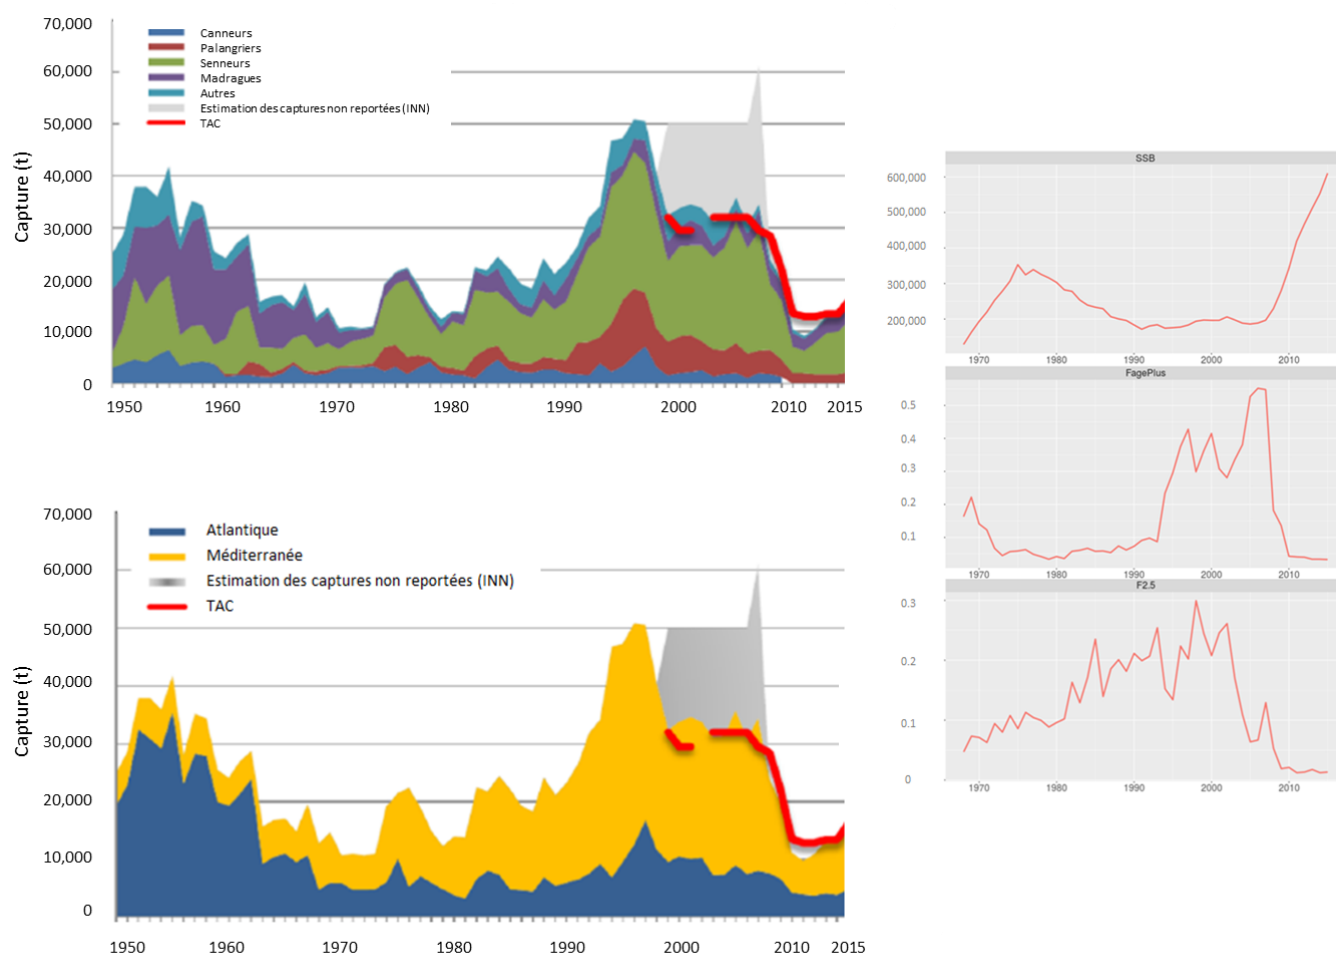 70,000
60,000
50,000
40,000
30,000
20,000
10,000
0
Capture (t)
Canneurs
Palangriers
Senneurs
Madragues
Autres
Estimation des captures non reportées (INN)
TAC
1950 1960 1970 1980 1990 2000 2010 2015
70,000
60,000
50,000
40,000
30,000
20,000
10,000
0
Capture (t)
Atlantique
Méditerranée
Estimation des captures non reportées (INN)
TAC
1950 1960 1970 1980 1990 2000 2010 2015
SSB
600,000
500,000
400,000
300,000
200,000
1970 1980 1990 2000 2010
FagePlus
0.5
0.4
0.3
0.2
0.1
1970 1980 1990 2000 2010
F2.5
0.3
0.2
0.1
0
1970 1980 1990 2000 2010